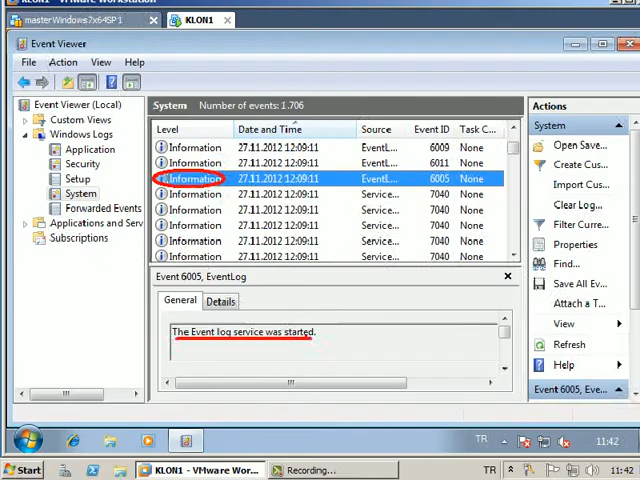 KLON1 - VMware Workstation
masterWindows7x64SP1
KLON1
Event Viewer
File Action View Help
Event Viewer (Local)
Custom Views
Windows Logs
Application
Security
Setup
System
Forwarded Events
Applications and Serv
Subscriptions
System Number of events: 1.706
Level Date and Time Source Event ID Task C...
Information 27.11.2012 12:09:11 EventL... 6009 None
Information 27.11.2012 12:09:11 EventL... 6011 None
Information 27.11.2012 12:09:11 EventL... 6005 None
Information 27.11.2012 12:09:11 Service... 7040 None
Information 27.11.2012 12:09:11 Service... 7040 None
Information 27.11.2012 12:09:11 Service... 7040 None
Information 27.11.2012 12:09:11 Service... 7040 None
Information 27.11.2012 12:09:11 Service... 7040 None
Event 6005, EventLog
General Details
The Event log service was started.
Actions
System
Open Save...
Create Cus...
Import Cus...
Clear Log...
Filter Curre...
Properties
Find...
Save All Ev...
Attach a T...
View
Refresh
Help
Event 6005, Eve...
TR 11:42
Start KLON1 - VMware Wor... Recording... TR 11:42